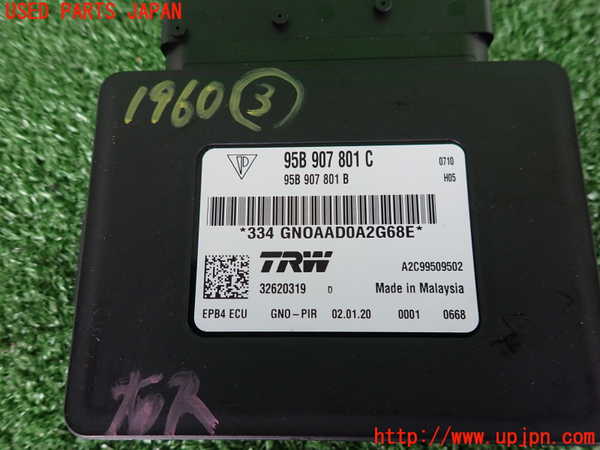 USED PARTS JAPAN
1960 3
95B 907 801 C
0710
95B 907 801 B
H05
*334 GNOAAD0A2G68E*
TRW
A2C99509502
32620319 D
Made in Malaysia
EPB4 ECU GNO-PIR 02.01.20 0001 0668
http://www.upjpn.com/